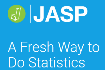 JASP
A Fresh Way to
Do Statistics